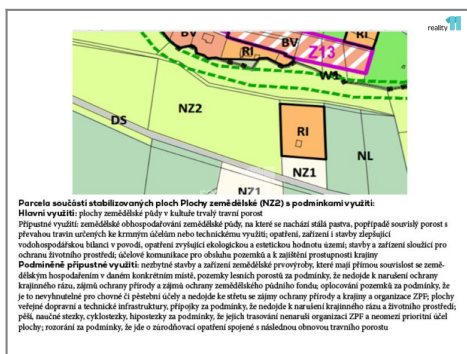 reality
BV
RI
BV
RI
Z13
W1
NZ2
DS
RI
NL
NZ1
NZ1
Parcela součástí stabilizovaných ploch Plochy zemědělské (NZ2) s podmínkami využití:
Hlavní využití: plochy zemědělské půdy v kultuře trvalý travní porost
Přípustné využití: zemědělské obhospodařování zemědělské půdy, na které se nachází stálá pastva, popřípadě souvislý porost s
převahou travin určených ke krmným účelům nebo technickému využití; opatření, zařízení i stavby zlepšující
vodohospodářskou bilanci v povodí, opatření zvyšující ekologickou a estetickou hodnotu území; stavby a zařízení sloužící pro
ochranu životního prostředí; účelové komunikace pro obsluhu pozemků a k zajištění prostupnosti krajiny
Podmíněně přípustné využití: nezbytné stavby a zařízení zemědělské prvovýroby, které mají přímou souvislost se země-
dělským hospodařením v daném konkrétním místě, pozemky lesních porostů za podmínky, že nedojde k narušení ochrany
krajinného rázu, zájmů ochrany přírody a zájmů ochrany zemědělského půdního fondu; oplocování pozemků za podmínky, že
je to nevyhnutelné pro chovné či pěstební účely a nedojde ke střetu se zájmy ochrany přírody a krajiny a organizace ZPF; plochy
veřejné dopravní a technické infrastruktury, přípojky za podmínky, že nedojde k narušení krajinného rázu a životního prostředí;
pěší, naučné stezky, cyklostezky, hipostezky za podmínky, že jejich trasování nenaruší organizaci ZPF a neomezí prioritní účel
plochy; rozorání za podmínky, že jde o zúrodňovací opatření spojené s následnou obnovou travního porostu